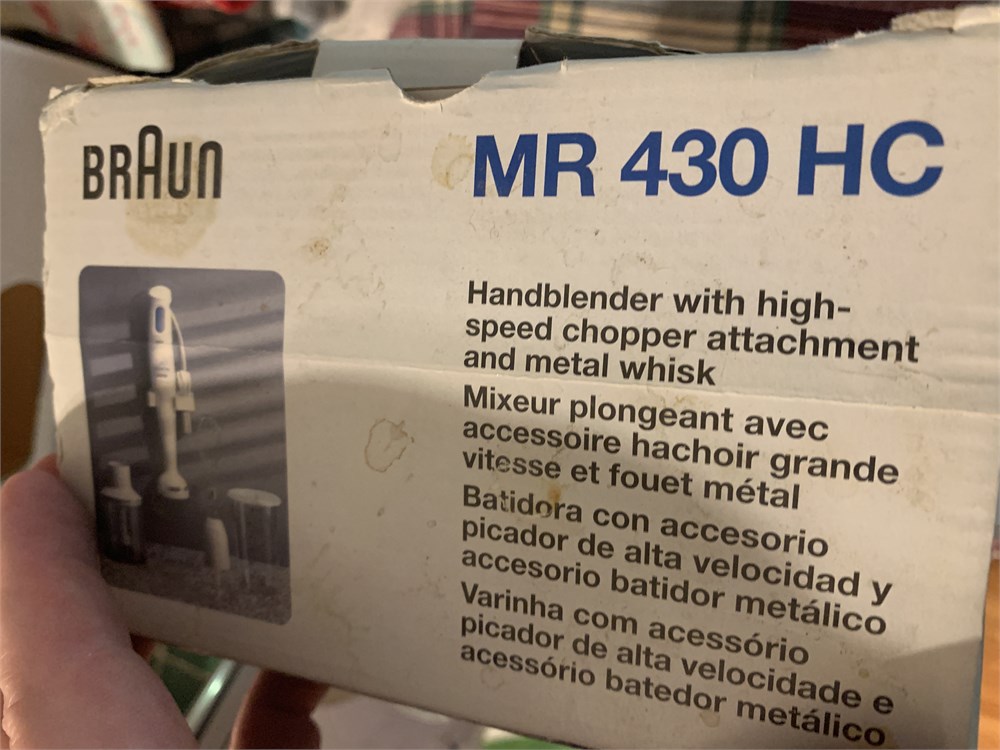 BRAUN
MR 430 HC
Handblender with high-
speed chopper attachment
and metal whisk
Mixeur plongeant avec
accessoire hachoir grande
vitesse et fouet métal
Batidora con accesorio
picador de alta velocidad y
accesorio batidor metálico
Varinha com acessório
picador de alta velocidade e
acessório batedor metálico